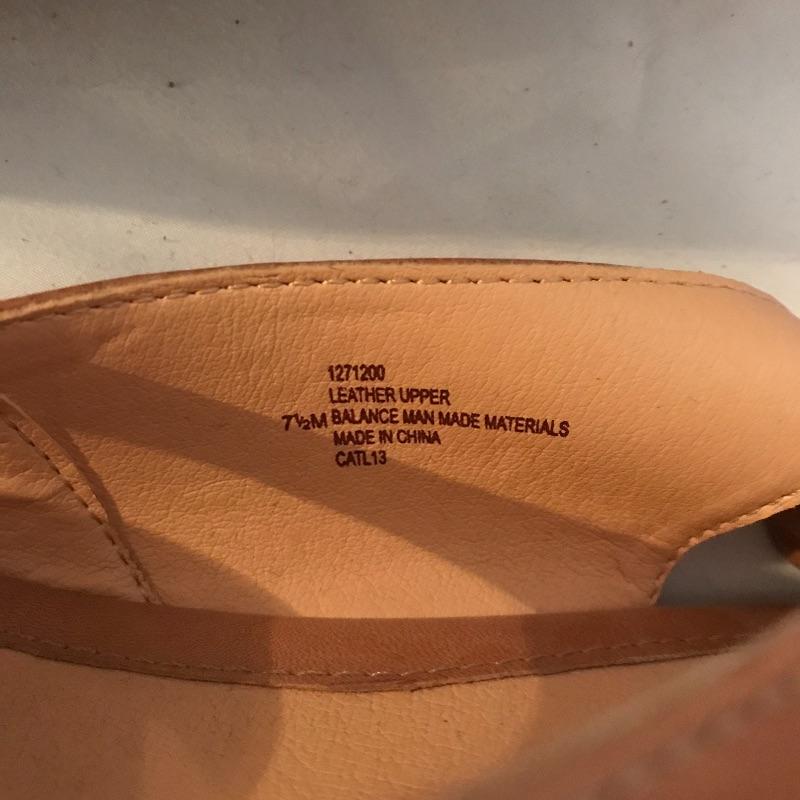 1271200
LEATHER UPPER
7½M BALANCE MAN MADE MATERIALS
MADE IN CHINA
CATL13